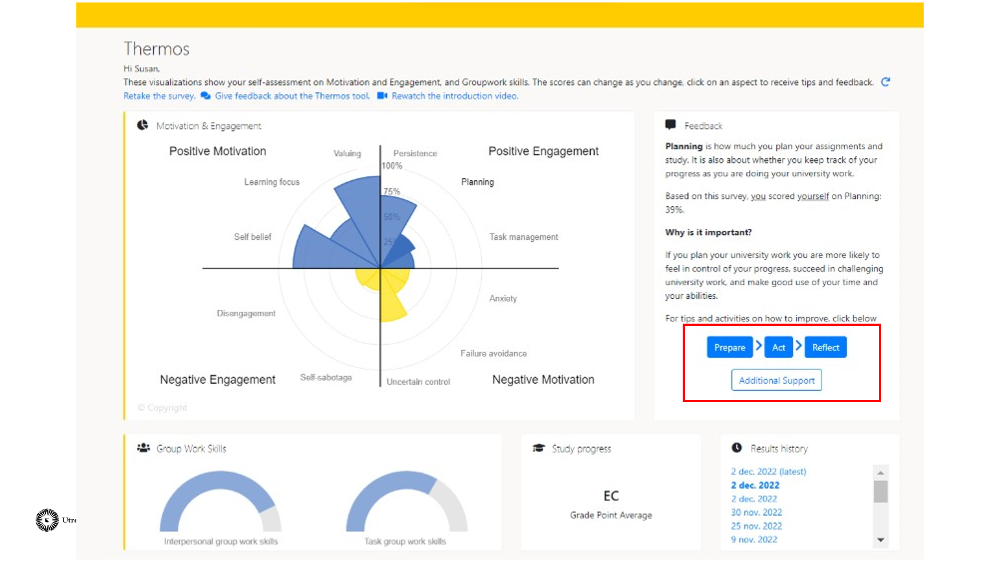 Thermos
Hi Susan,
These visualizations show your self-assessment on Motivation and Engagement, and Groupwork skills. The scores can change as you change, click on an aspect to receive tips and feedback.
Retake the survey. Give feedback about the Thermos tool. Rewatch the introduction video.
Motivation & Engagement
Positive Motivation
Valuing
Persistence
Positive Engagement
100%
Learning focus
Planning
75%
50%
Self belief
Task management
25%
Anxiety
Disengagement
Failure avoidance
Negative Engagement
Self-sabotage
Uncertain control
Negative Motivation
© Copyright
Feedback
Planning is how much you plan your assignments and
study. It is also about whether you keep track of your
progress as you are doing your university work.
Based on this survey, you scored yourself on Planning:
39%.
Why is it important?
If you plan your university work you are more likely to
feel in control of your progress, succeed in challenging
university work, and make good use of your time and
your abilities.
For tips and activities on how to improve, click below
Prepare > Act > Reflect
Additional Support
Group Work Skills
Interpersonal group work skills
Task group work skills
Study progress
EC
Grade Point Average
Results history
2 dec. 2022 (latest)
2 dec. 2022
2 dec. 2022
30 nov. 2022
25 nov. 2022
9 nov. 2022
Utre